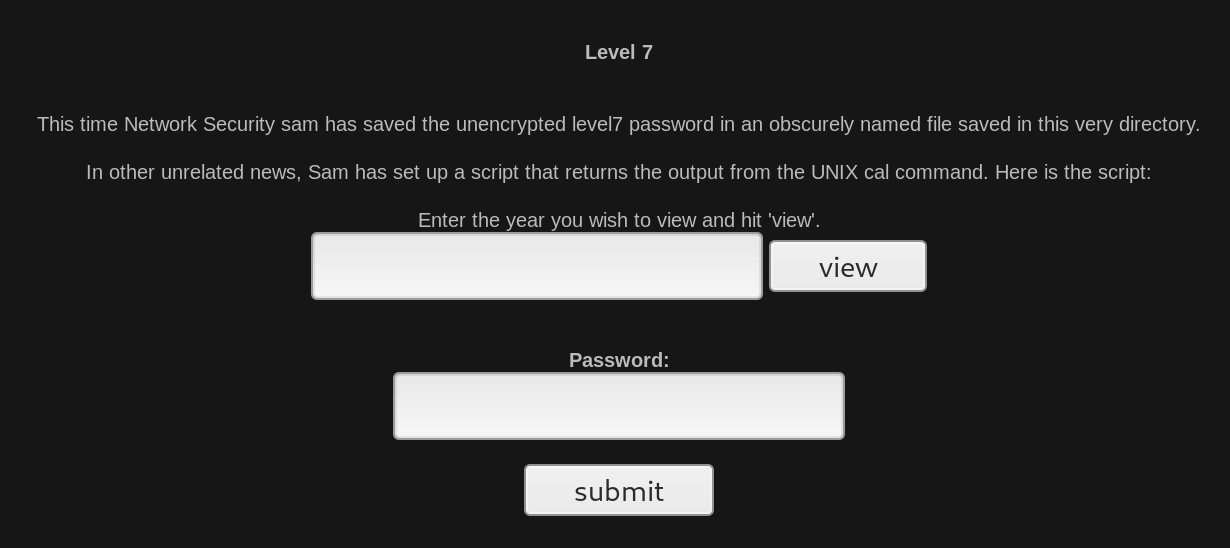 Level 7
This time Network Security sam has saved the unencrypted level7 password in an obscurely named file saved in this very directory.
In other unrelated news, Sam has set up a script that returns the output from the UNIX cal command. Here is the script:
Enter the year you wish to view and hit 'view'.
view
Password:
submit